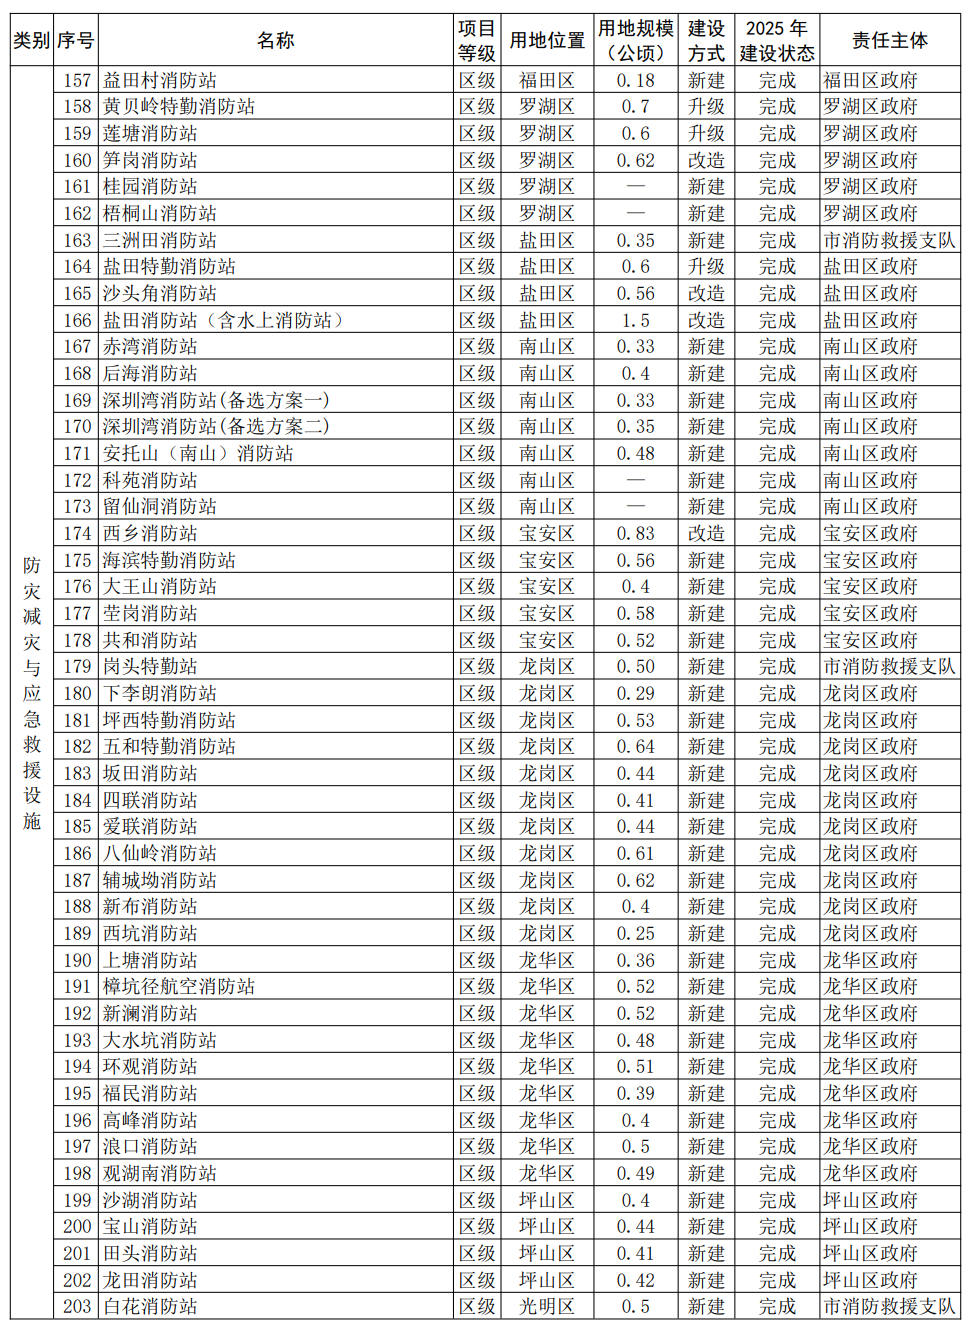 类别 序号 名称 项目等级 用地位置 用地规模（公顷） 建设方式 2025 年建设状态 责任主体
防灾减灾与应急救援设施
157 益田村消防站 区级 福田区 0.18 新建 完成 福田区政府
158 黄贝岭特勤消防站 区级 罗湖区 0.7 升级 完成 罗湖区政府
159 莲塘消防站 区级 罗湖区 0.6 升级 完成 罗湖区政府
160 笋岗消防站 区级 罗湖区 0.62 改造 完成 罗湖区政府
161 桂园消防站 区级 罗湖区 — 新建 完成 罗湖区政府
162 梧桐山消防站 区级 罗湖区 — 新建 完成 罗湖区政府
163 三洲田消防站 区级 盐田区 0.35 新建 完成 市消防救援支队
164 盐田特勤消防站 区级 盐田区 0.6 升级 完成 盐田区政府
165 沙头角消防站 区级 盐田区 0.56 改造 完成 盐田区政府
166 盐田消防站（含水上消防站） 区级 盐田区 1.5 改造 完成 盐田区政府
167 赤湾消防站 区级 南山区 0.33 新建 完成 南山区政府
168 后海消防站 区级 南山区 0.4 新建 完成 南山区政府
169 深圳湾消防站(备选方案一) 区级 南山区 0.33 新建 完成 南山区政府
170 深圳湾消防站(备选方案二) 区级 南山区 0.35 新建 完成 南山区政府
171 安托山（南山）消防站 区级 南山区 0.48 新建 完成 南山区政府
172 科苑消防站 区级 南山区 — 新建 完成 南山区政府
173 留仙洞消防站 区级 南山区 — 新建 完成 南山区政府
174 西乡消防站 区级 宝安区 0.83 改造 完成 宝安区政府
175 海滨特勤消防站 区级 宝安区 0.56 新建 完成 宝安区政府
176 大王山消防站 区级 宝安区 0.4 新建 完成 宝安区政府
177 茔岗消防站 区级 宝安区 0.58 新建 完成 宝安区政府
178 共和消防站 区级 宝安区 0.52 新建 完成 宝安区政府
179 岗头特勤站 区级 龙岗区 0.50 新建 完成 市消防救援支队
180 下李朗消防站 区级 龙岗区 0.29 新建 完成 龙岗区政府
181 坪西特勤消防站 区级 龙岗区 0.53 新建 完成 龙岗区政府
182 五和特勤消防站 区级 龙岗区 0.64 新建 完成 龙岗区政府
183 坂田消防站 区级 龙岗区 0.44 新建 完成 龙岗区政府
184 四联消防站 区级 龙岗区 0.41 新建 完成 龙岗区政府
185 爱联消防站 区级 龙岗区 0.44 新建 完成 龙岗区政府
186 八仙岭消防站 区级 龙岗区 0.61 新建 完成 龙岗区政府
187 辅城坳消防站 区级 龙岗区 0.62 新建 完成 龙岗区政府
188 新布消防站 区级 龙岗区 0.4 新建 完成 龙岗区政府
189 西坑消防站 区级 龙岗区 0.25 新建 完成 龙岗区政府
190 上塘消防站 区级 龙华区 0.36 新建 完成 龙华区政府
191 樟坑径航空消防站 区级 龙华区 0.52 新建 完成 龙华区政府
192 新澜消防站 区级 龙华区 0.52 新建 完成 龙华区政府
193 大水坑消防站 区级 龙华区 0.48 新建 完成 龙华区政府
194 环观消防站 区级 龙华区 0.51 新建 完成 龙华区政府
195 福民消防站 区级 龙华区 0.39 新建 完成 龙华区政府
196 高峰消防站 区级 龙华区 0.4 新建 完成 龙华区政府
197 浪口消防站 区级 龙华区 0.5 新建 完成 龙华区政府
198 观湖南消防站 区级 龙华区 0.49 新建 完成 龙华区政府
199 沙湖消防站 区级 坪山区 0.4 新建 完成 坪山区政府
200 宝山消防站 区级 坪山区 0.44 新建 完成 坪山区政府
201 田头消防站 区级 坪山区 0.41 新建 完成 坪山区政府
202 龙田消防站 区级 坪山区 0.42 新建 完成 坪山区政府
203 白花消防站 区级 光明区 0.5 新建 完成 市消防救援支队